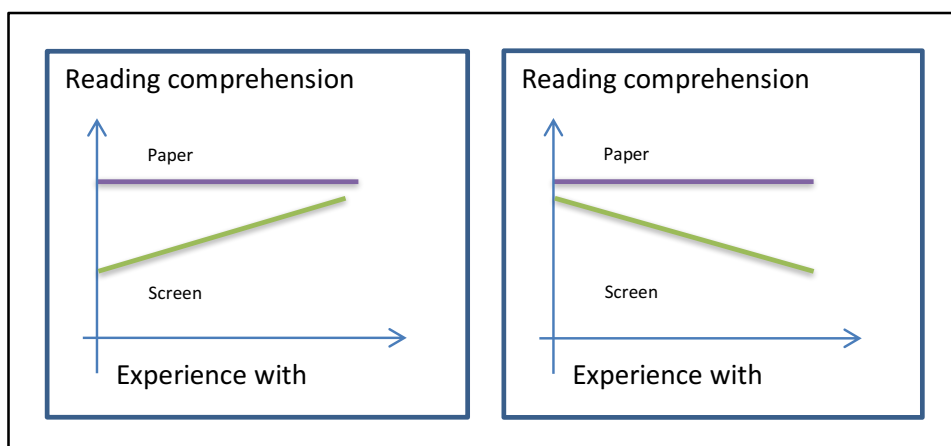 Reading comprehension
Paper
Screen
Experience with
Reading comprehension
Paper
Screen
Experience with